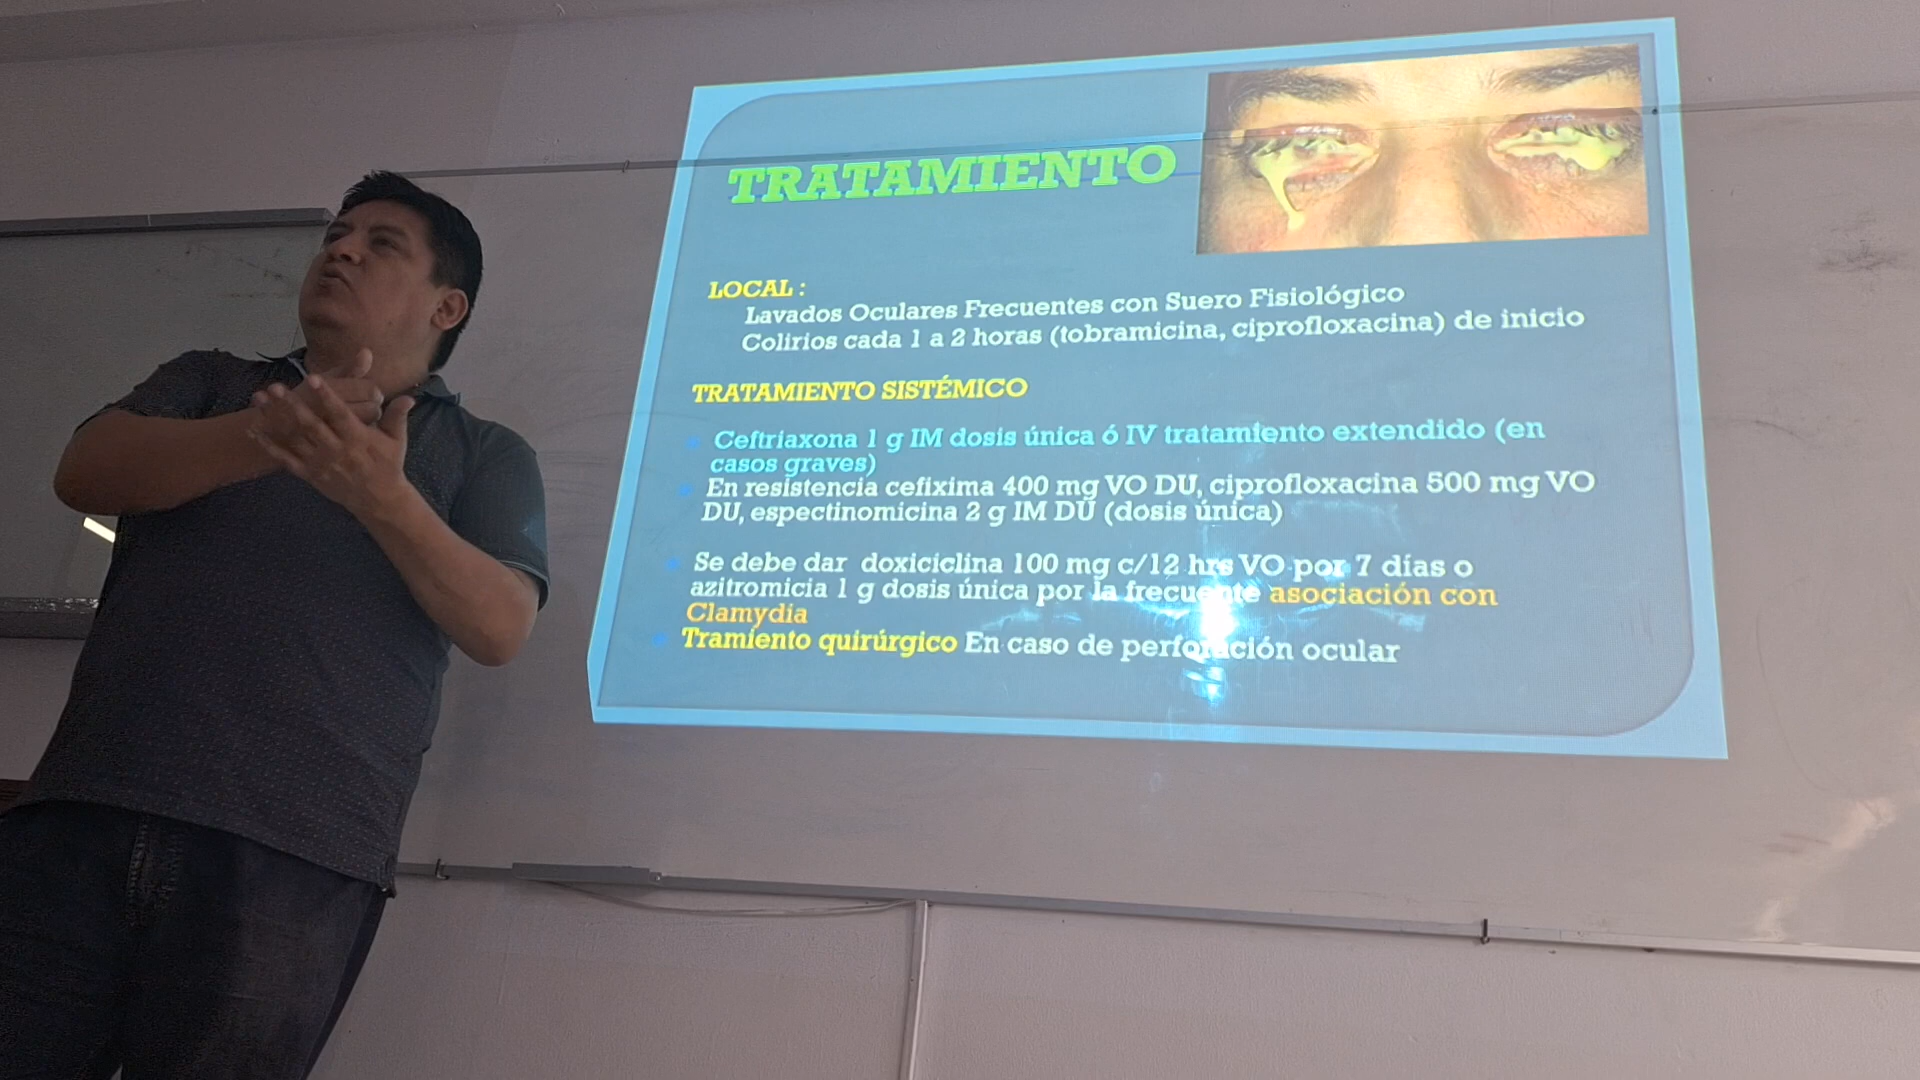 TRATAMIENTO
LOCAL :
Lavados Oculares Frecuentes con Suero Fisiológico
Colirios cada 1 a 2 horas (tobramicina, ciprofloxacina) de inicio
TRATAMIENTO SISTÉMICO
Ceftriaxona 1 g IM dosis única ó IV tratamiento extendido (en
casos graves)
En resistencia cefixima 400 mg VO DU, ciprofloxacina 500 mg VO
DU, espectinomicina 2 g IM DU (dosis única)
Se debe dar doxiciclina 100 mg c/12 hrs VO por 7 días o
azitromicia 1 g dosis única por la frecuente asociación con
Clamydia
Tramiento quirúrgico En caso de perforación ocular